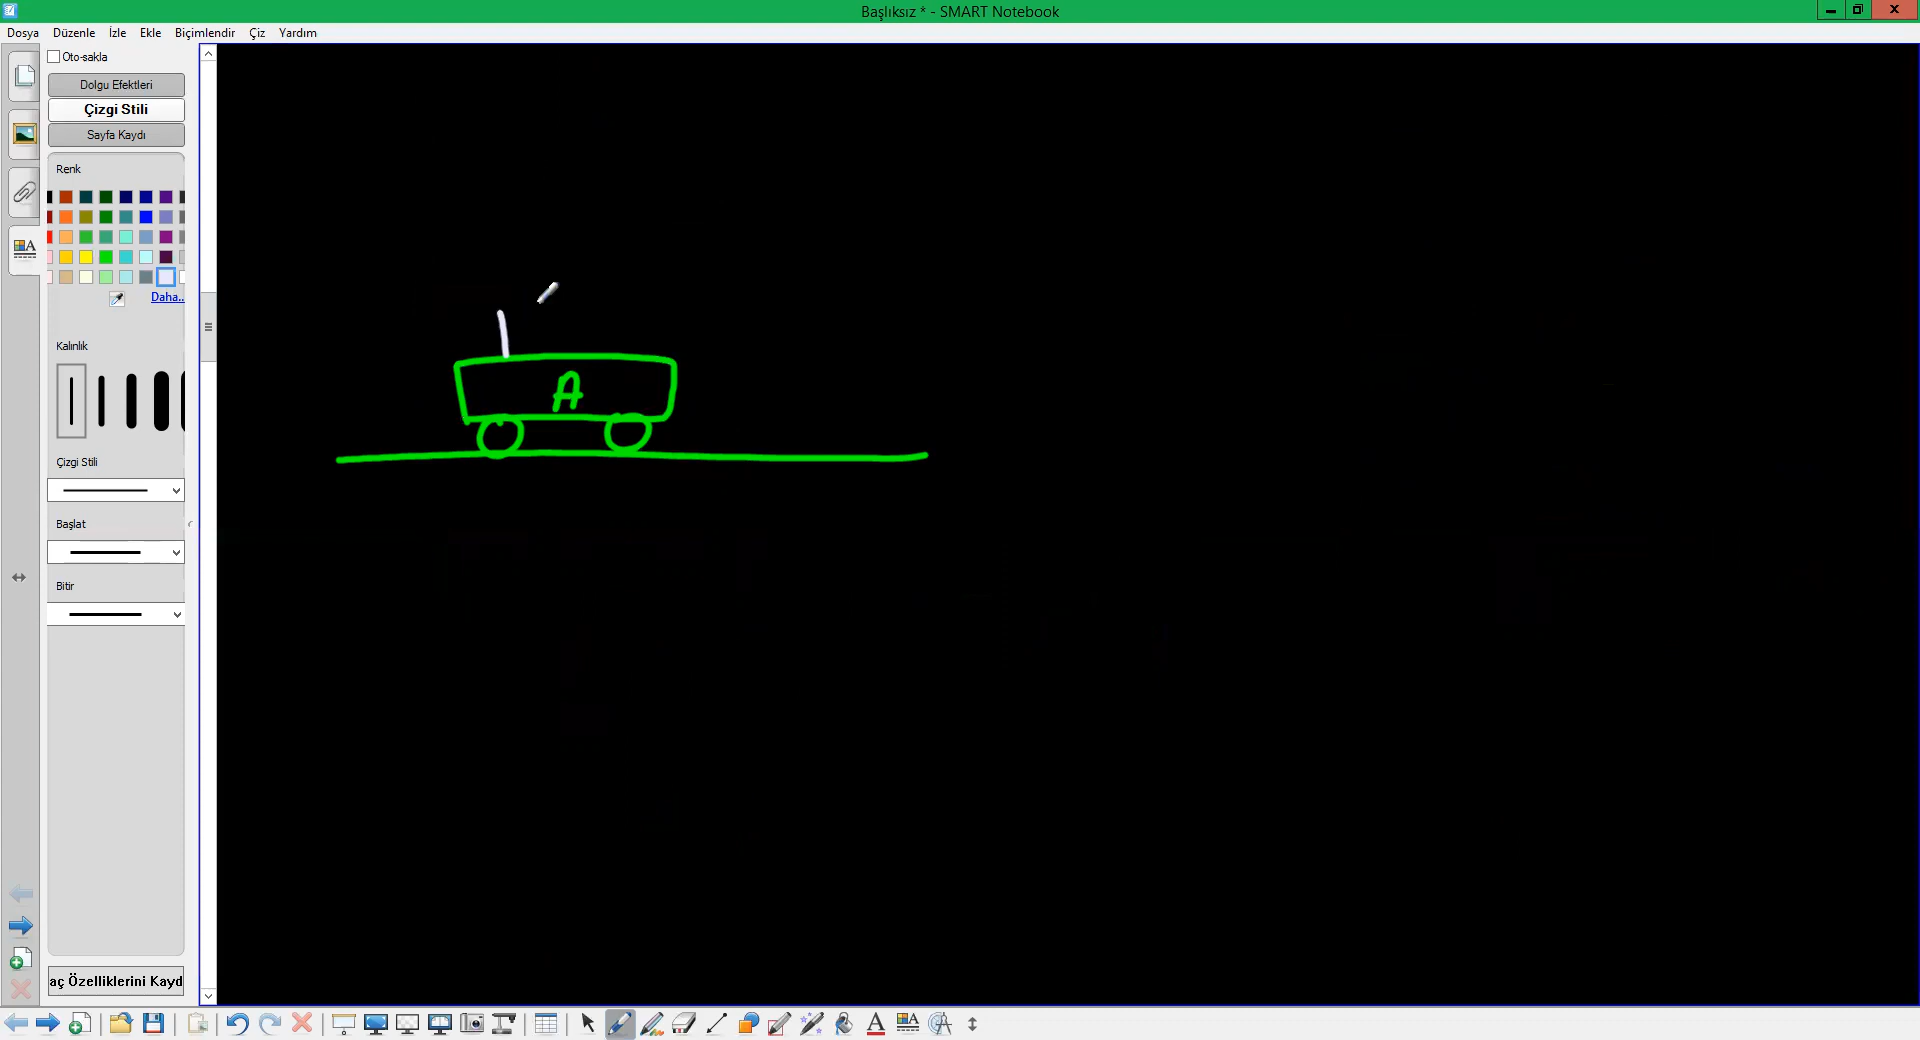 Başlıksız * - SMART Notebook
Dosya Düzenle İzle Ekle Biçimlendir Çiz Yardım
Oto-sakla
Dolgu Efektleri
Çizgi Stili
Sayfa Kaydı
Renk
Daha..
Kalınlık
Çizgi Stili
Başlat
Bitir
aç Özelliklerini Kayd
A